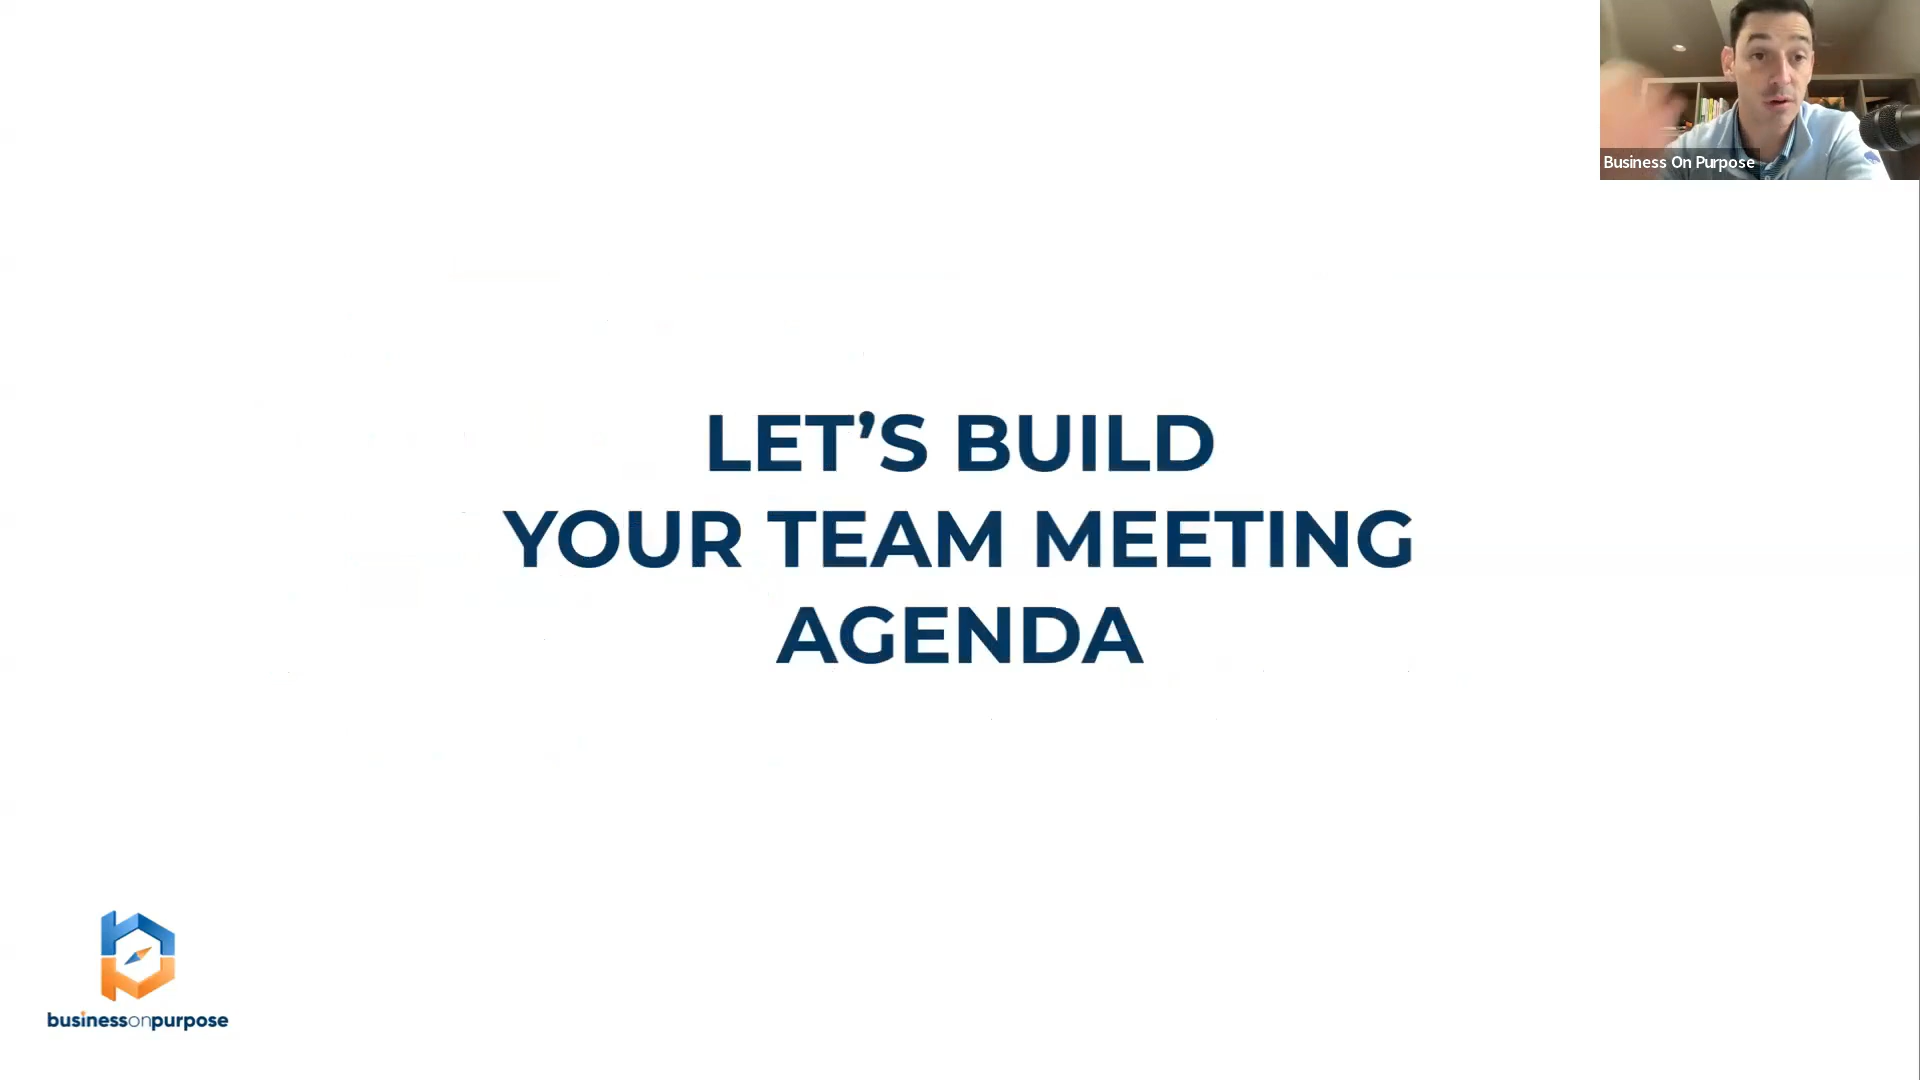 Business On Purpose
LET’S BUILD
YOUR TEAM MEETING
AGENDA
businessonpurpose